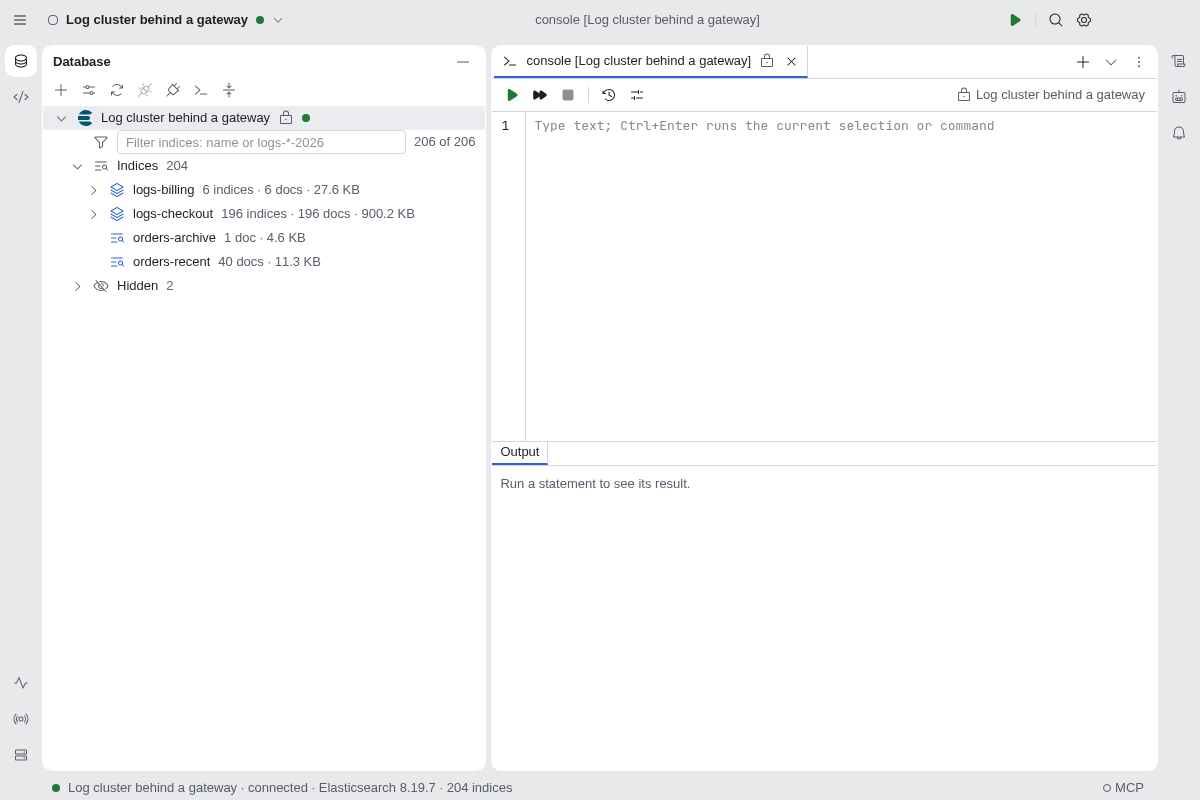 Log cluster behind a gateway
console [Log cluster behind a gateway]
Database
Log cluster behind a gateway
Filter indices: name or logs-*-2026
206 of 206
Indices 204
logs-billing 6 indices · 6 docs · 27.6 KB
logs-checkout 196 indices · 196 docs · 900.2 KB
orders-archive 1 doc · 4.6 KB
orders-recent 40 docs · 11.3 KB
Hidden 2
console [Log cluster behind a gateway]
Log cluster behind a gateway
1 Type text; Ctrl+Enter runs the current selection or command
Output
Run a statement to see its result.
Log cluster behind a gateway · connected · Elasticsearch 8.19.7 · 204 indices
MCP